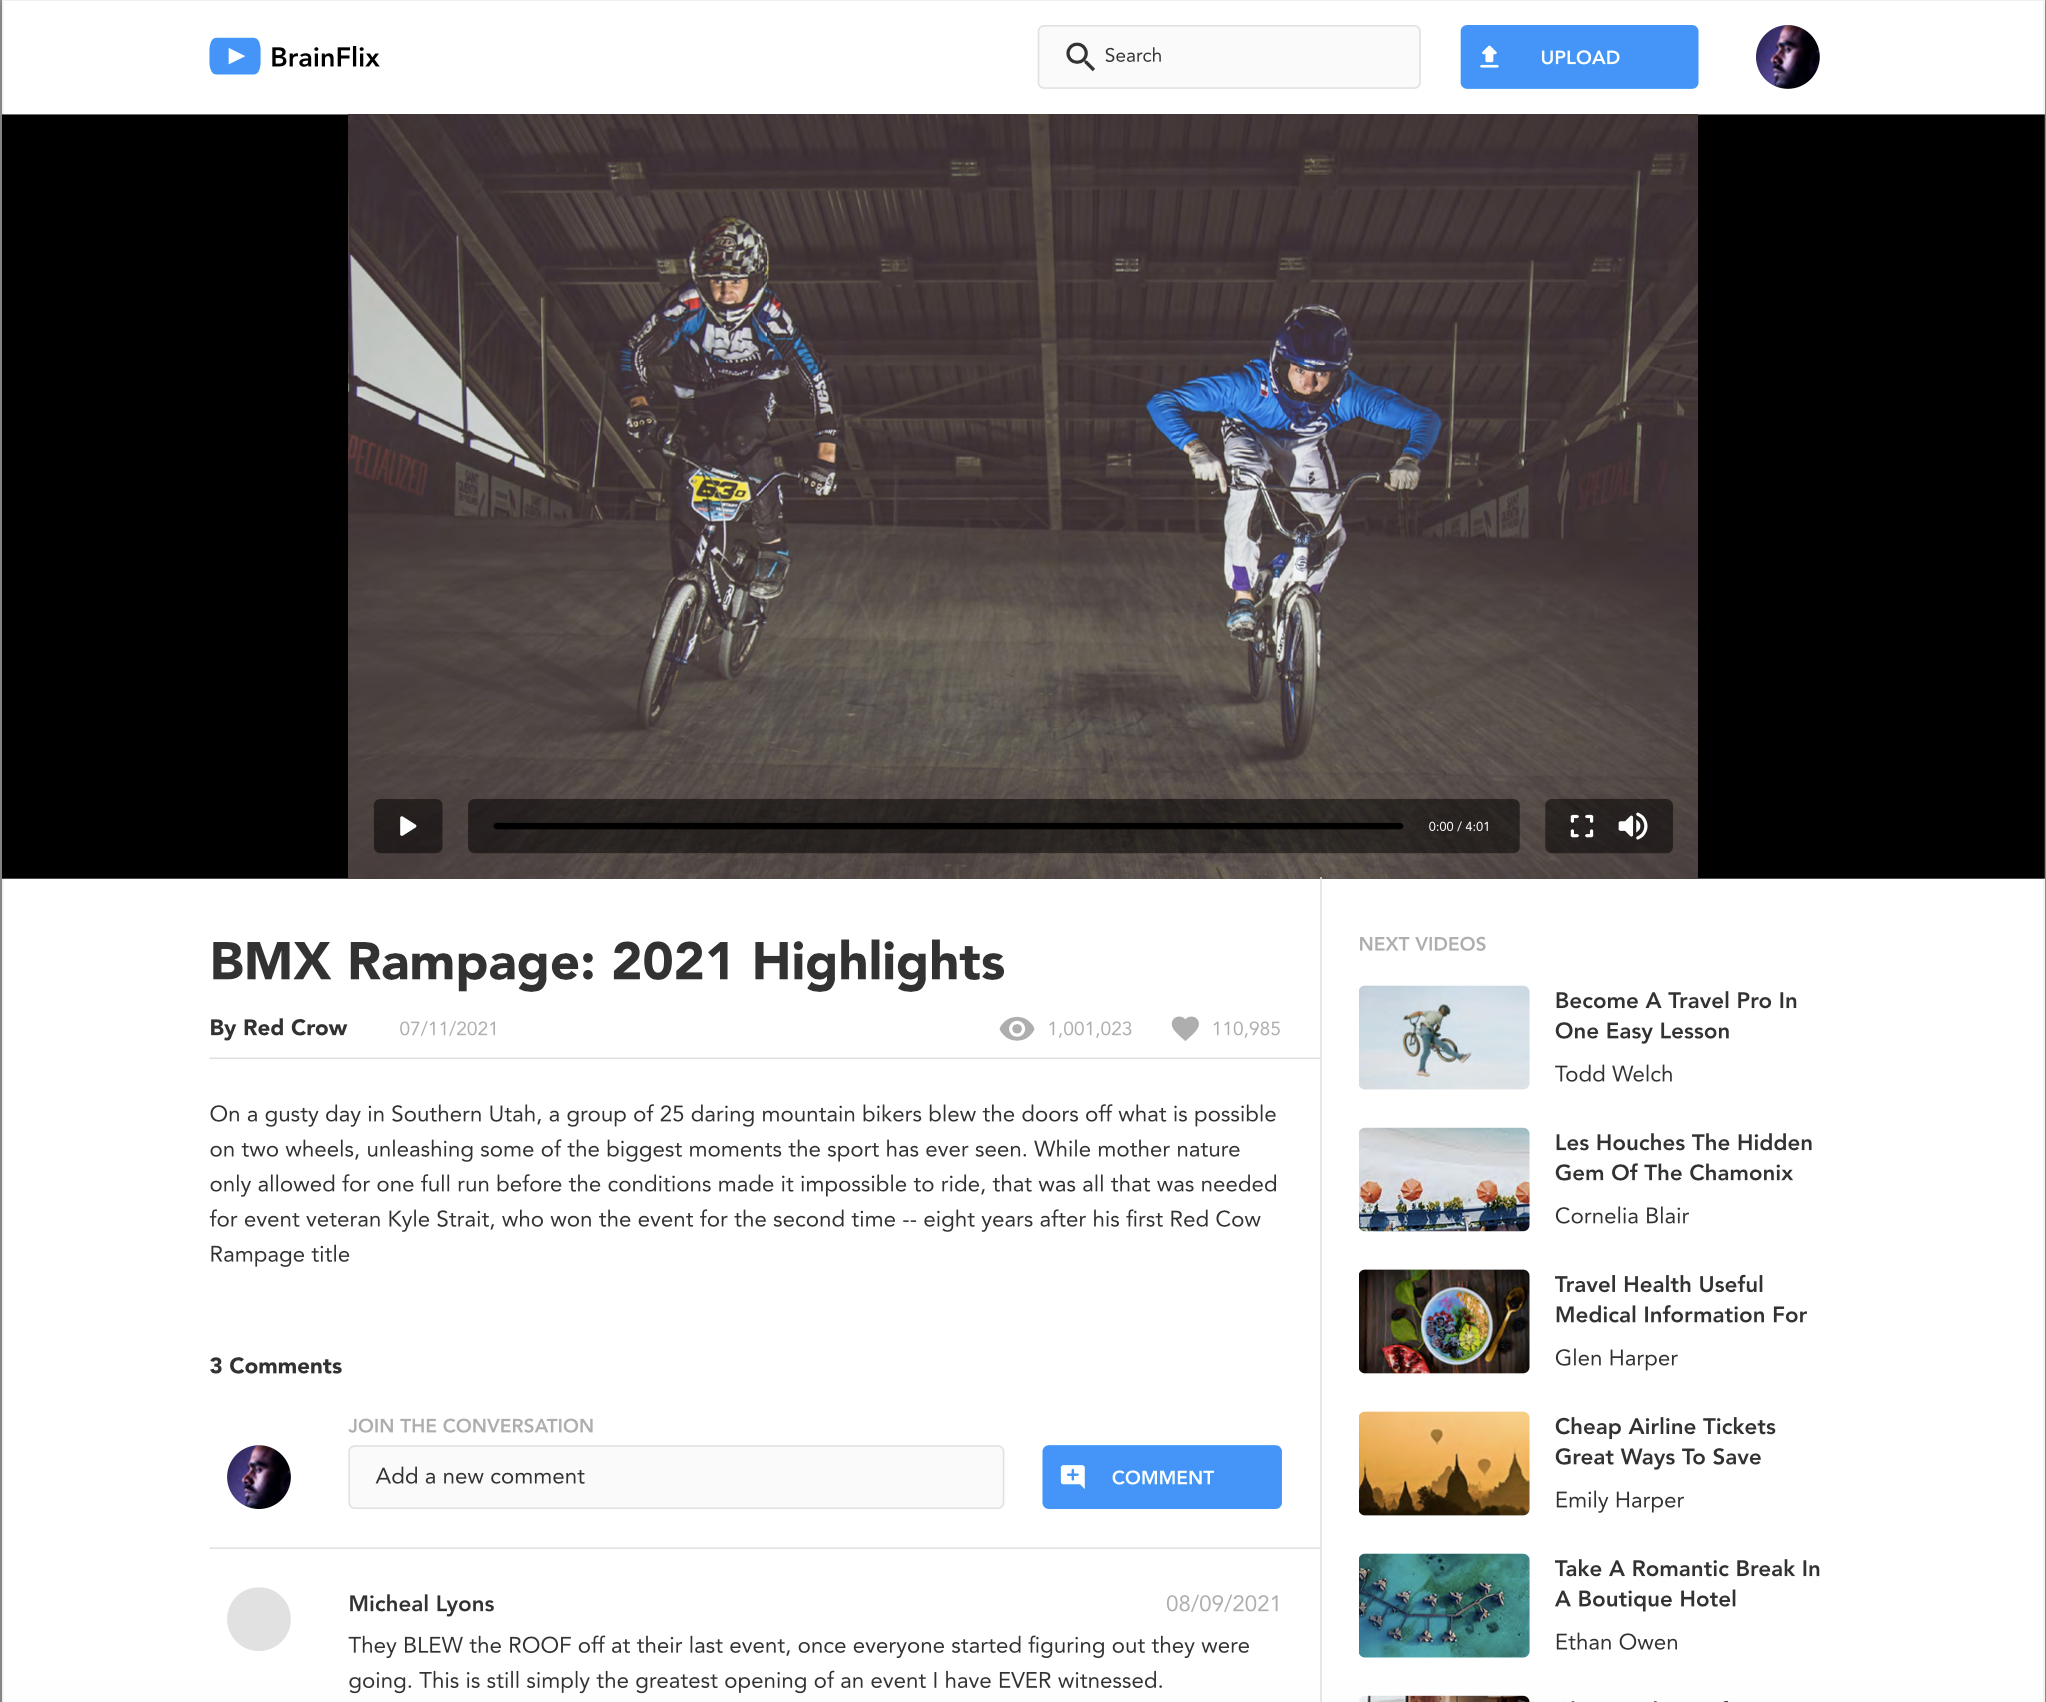 BrainFlix
Search
UPLOAD
PECIALIZED
63
0:00 / 4:01
BMX Rampage: 2021 Highlights
By Red Crow 07/11/2021 1,001,023 110,985
On a gusty day in Southern Utah, a group of 25 daring mountain bikers blew the doors off what is possible
on two wheels, unleashing some of the biggest moments the sport has ever seen. While mother nature
only allowed for one full run before the conditions made it impossible to ride, that was all that was needed
for event veteran Kyle Strait, who won the event for the second time -- eight years after his first Red Cow
Rampage title
3 Comments
JOIN THE CONVERSATION
Add a new comment
COMMENT
Micheal Lyons 08/09/2021
They BLEW the ROOF off at their last event, once everyone started figuring out they were
going. This is still simply the greatest opening of an event I have EVER witnessed.
NEXT VIDEOS
Become A Travel Pro In
One Easy Lesson
Todd Welch
Les Houches The Hidden
Gem Of The Chamonix
Cornelia Blair
Travel Health Useful
Medical Information For
Glen Harper
Cheap Airline Tickets
Great Ways To Save
Emily Harper
Take A Romantic Break In
A Boutique Hotel
Ethan Owen